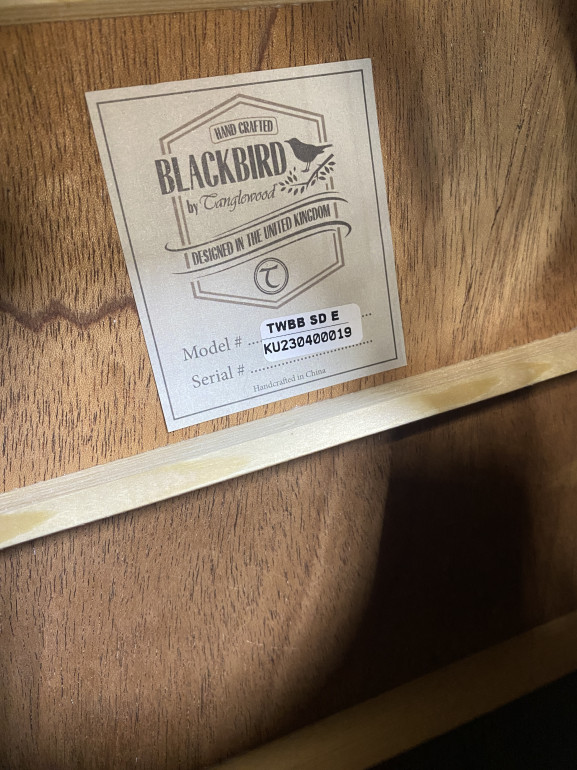 HAND CRAFTED
BLACKBIRD
by Tanglewood
DESIGNED IN THE UNITED KINGDOM
T
Model # ... TWBB SD E ...
Serial # ... KU230400019
Handcrafted in China